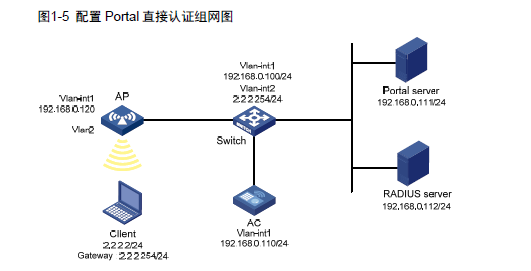 图1-5 配置 Portal 直接认证组网图
Vlan-int1
192.168.0.100/24
Vlan-int2
2.2.2.254/24
AP
Vlan-int1
192.168.0.120
Vlan2
Switch
Portal server
192.168.0.111/24
RADIUS server
192.168.0.112/24
AC
Vlan-int1
192.168.0.110/24
Client
2.2.2.2/24
Gateway 2.2.2.254/24